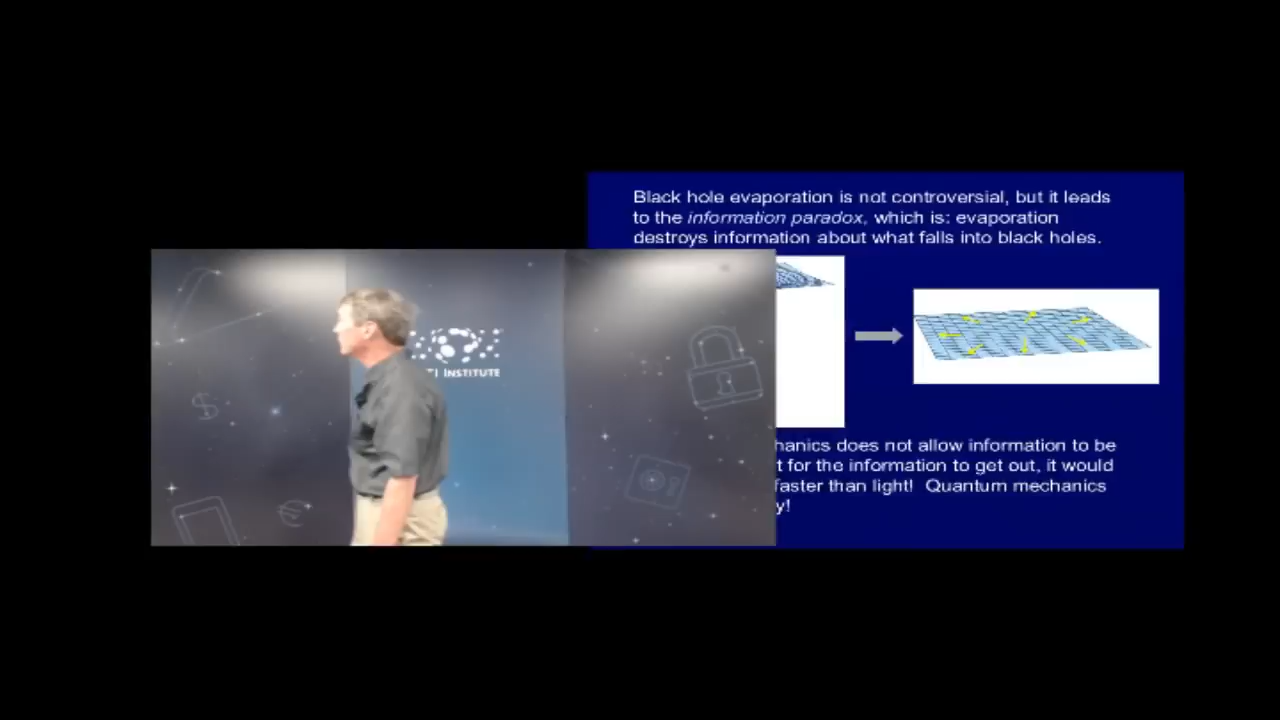 Black hole evaporation is not controversial, but it leads
to the information paradox, which is: evaporation
destroys information about what falls into black holes.
INSTITUTE
hanics does not allow information to be
t for the information to get out, it would
faster than light! Quantum mechanics
y!
$
€